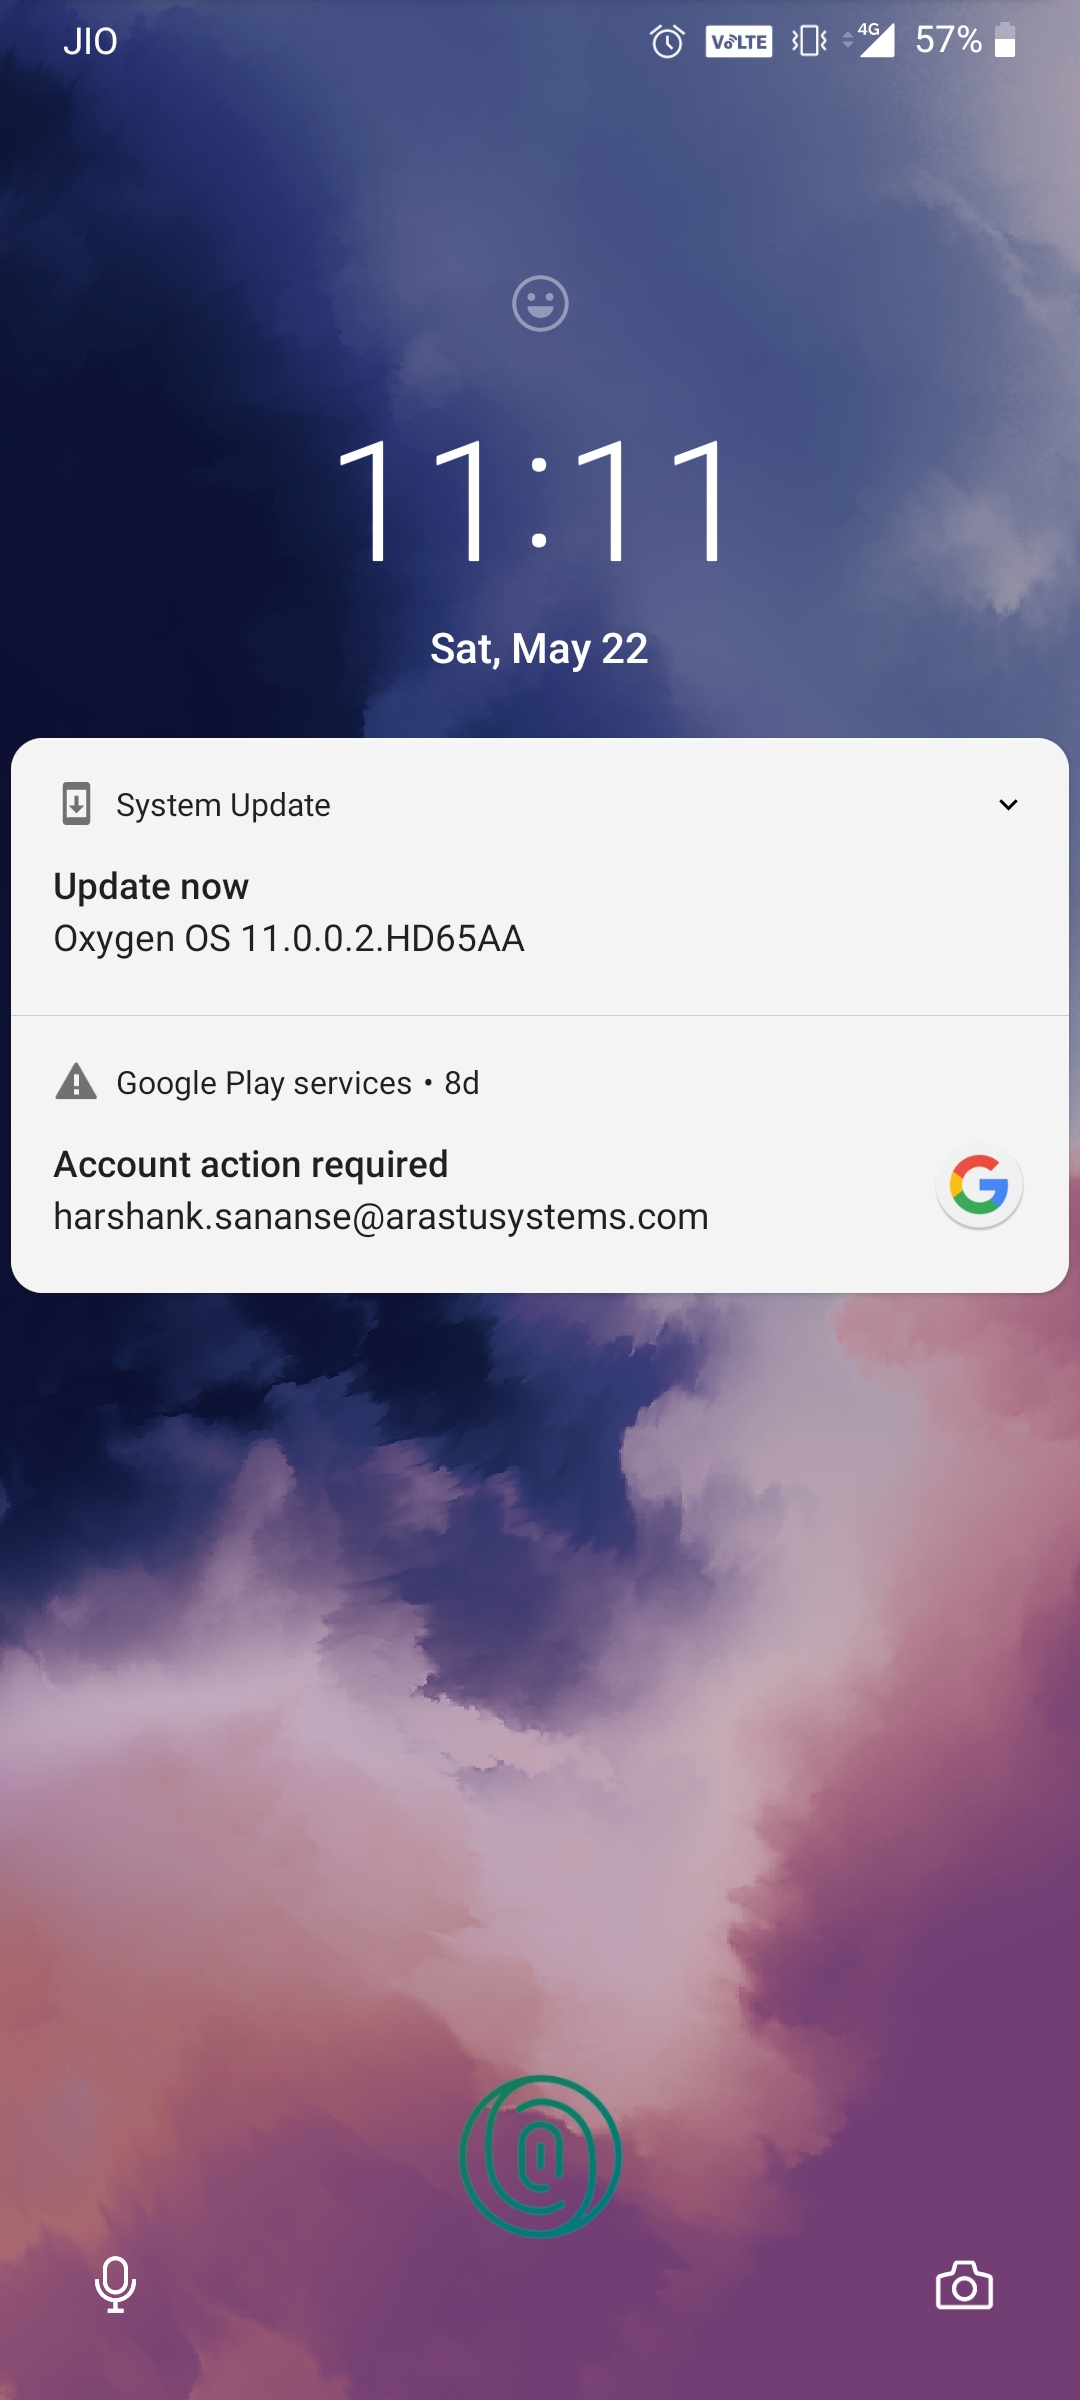 JIO
VoLTE 4G 57%
11:11
Sat, May 22
System Update
Update now
Oxygen OS 11.0.0.2.HD65AA
Google Play services • 8d
Account action required
harshank.sananse@arastusystems.com